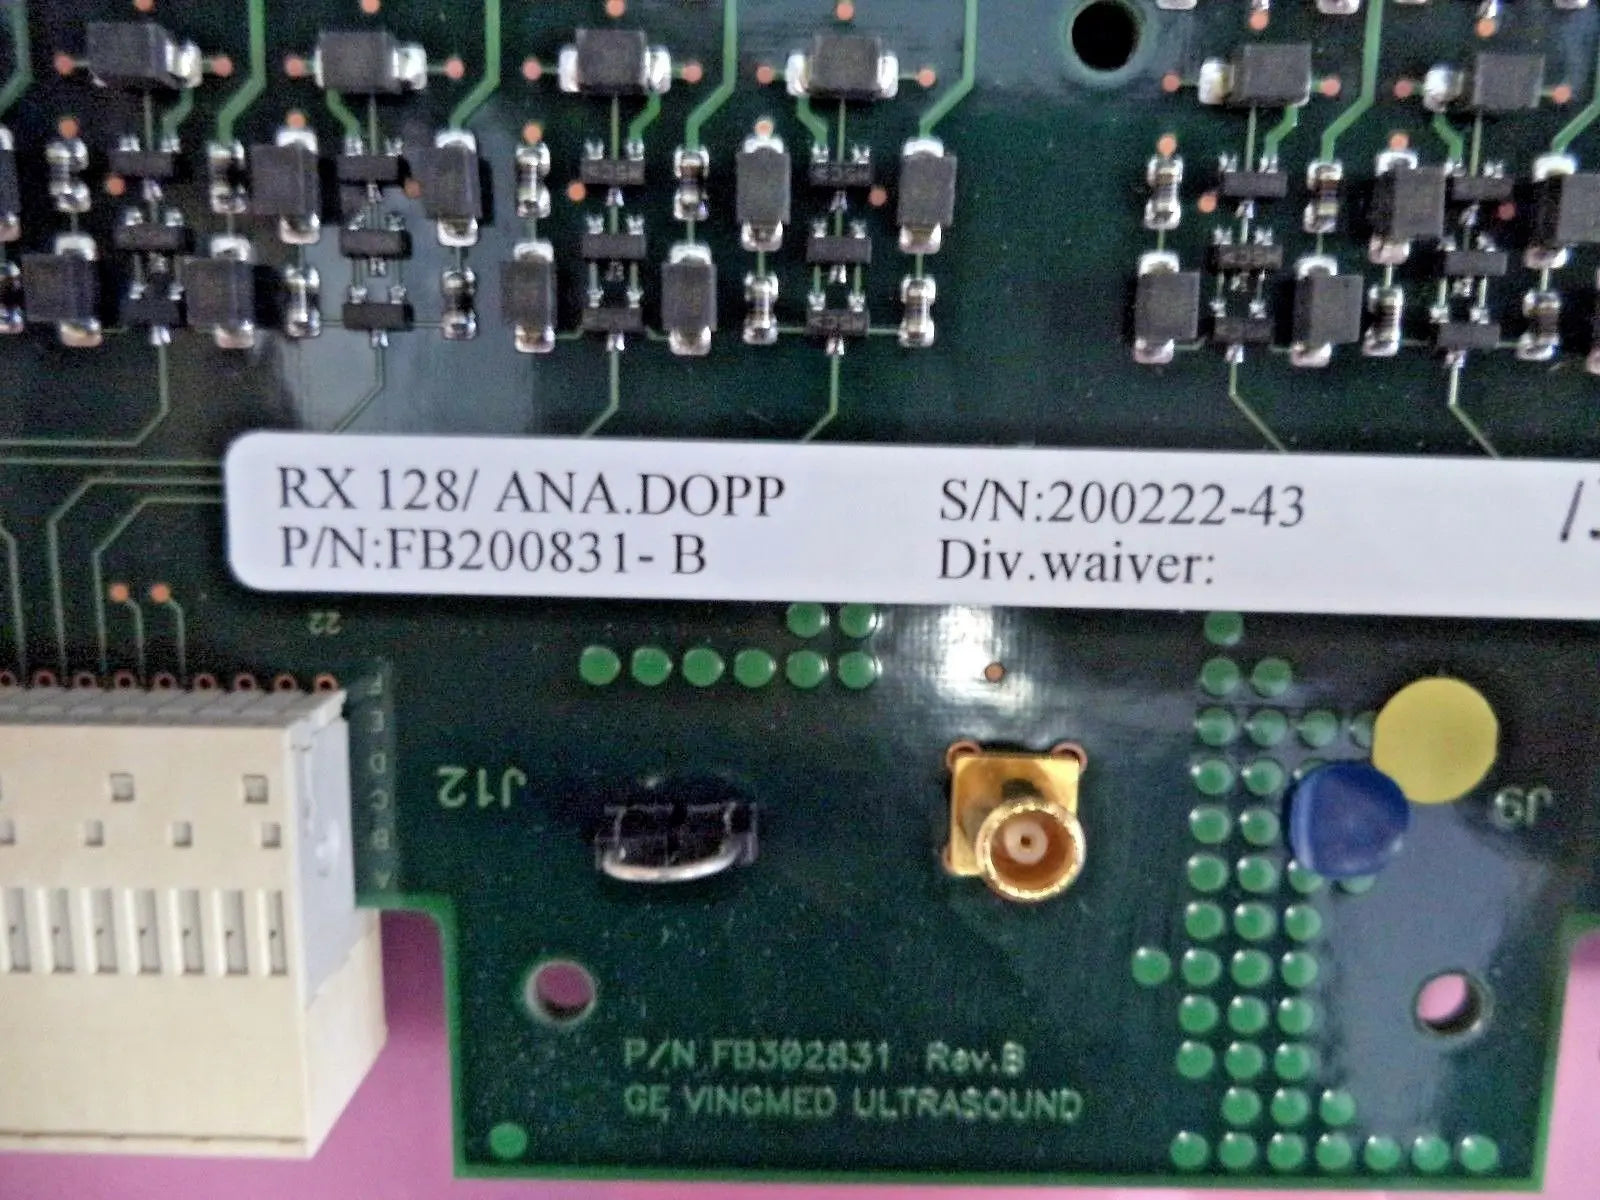 RX 128/ ANA.DOPP
P/N:FB200831- B
S/N:200222-43
Div.waiver:
22
J12
J9
P/N FB302831 Rev.B
GE VINGMED ULTRASOUND